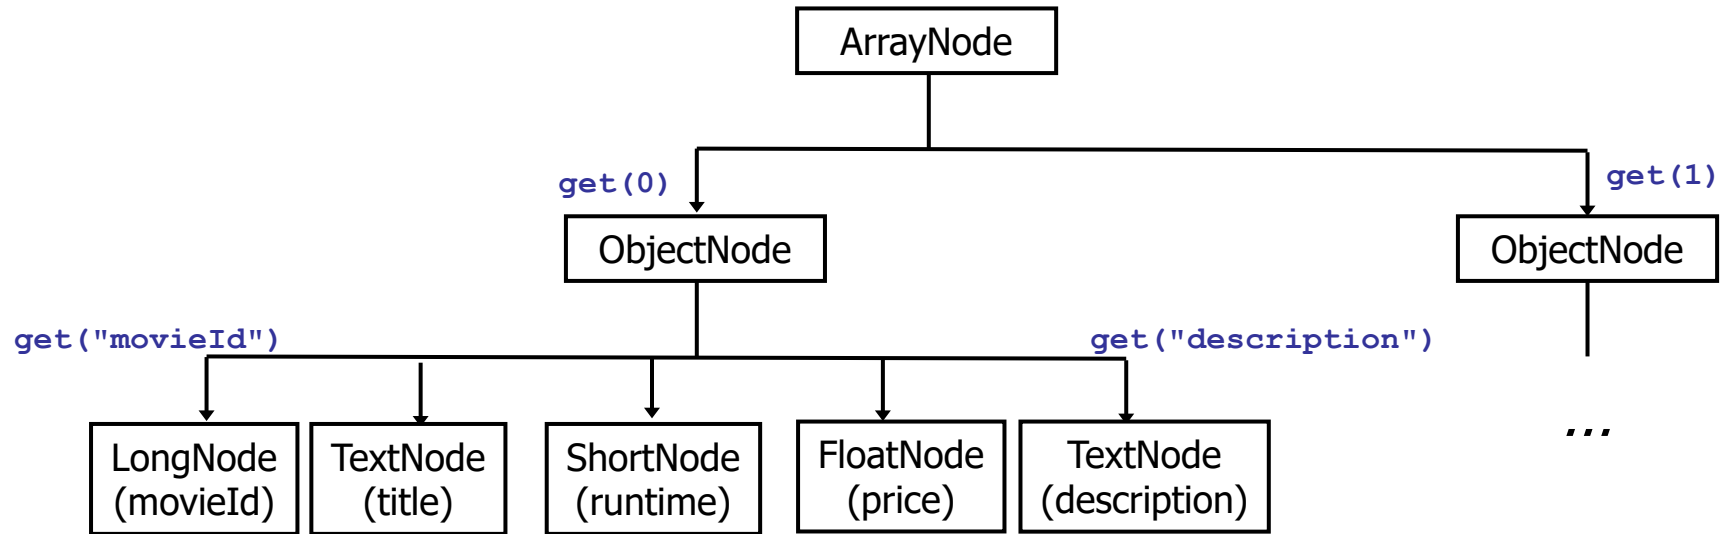 ArrayNode
get(0)
get(1)
ObjectNode
ObjectNode
get("movieId")
get("description")
LongNode
(movieId)
TextNode
(title)
ShortNode
(runtime)
FloatNode
(price)
TextNode
(description)
...